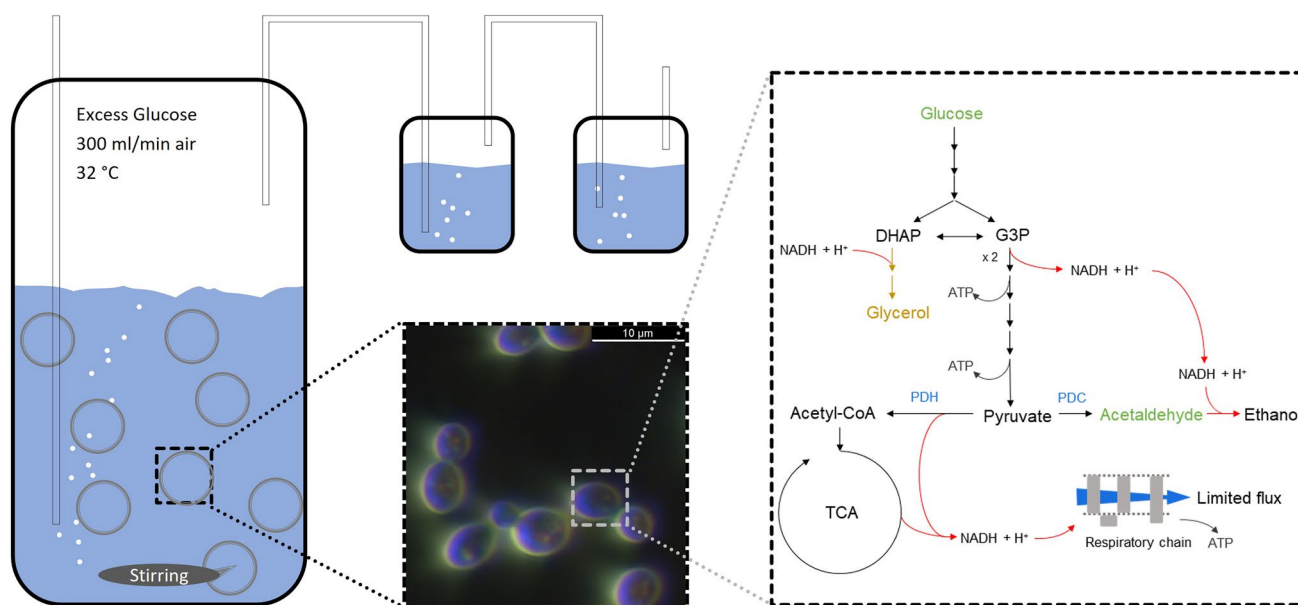 Excess Glucose
300 ml/min air
32 °C
Stirring
10 µm
Glucose
DHAP
G3P
NADH + H⁺
x 2
NADH + H⁺
ATP
Glycerol
ATP
NADH + H⁺
PDH
PDC
Acetyl-CoA
Pyruvate
Acetaldehyde
Ethano
TCA
Limited flux
NADH + H⁺
Respiratory chain
ATP